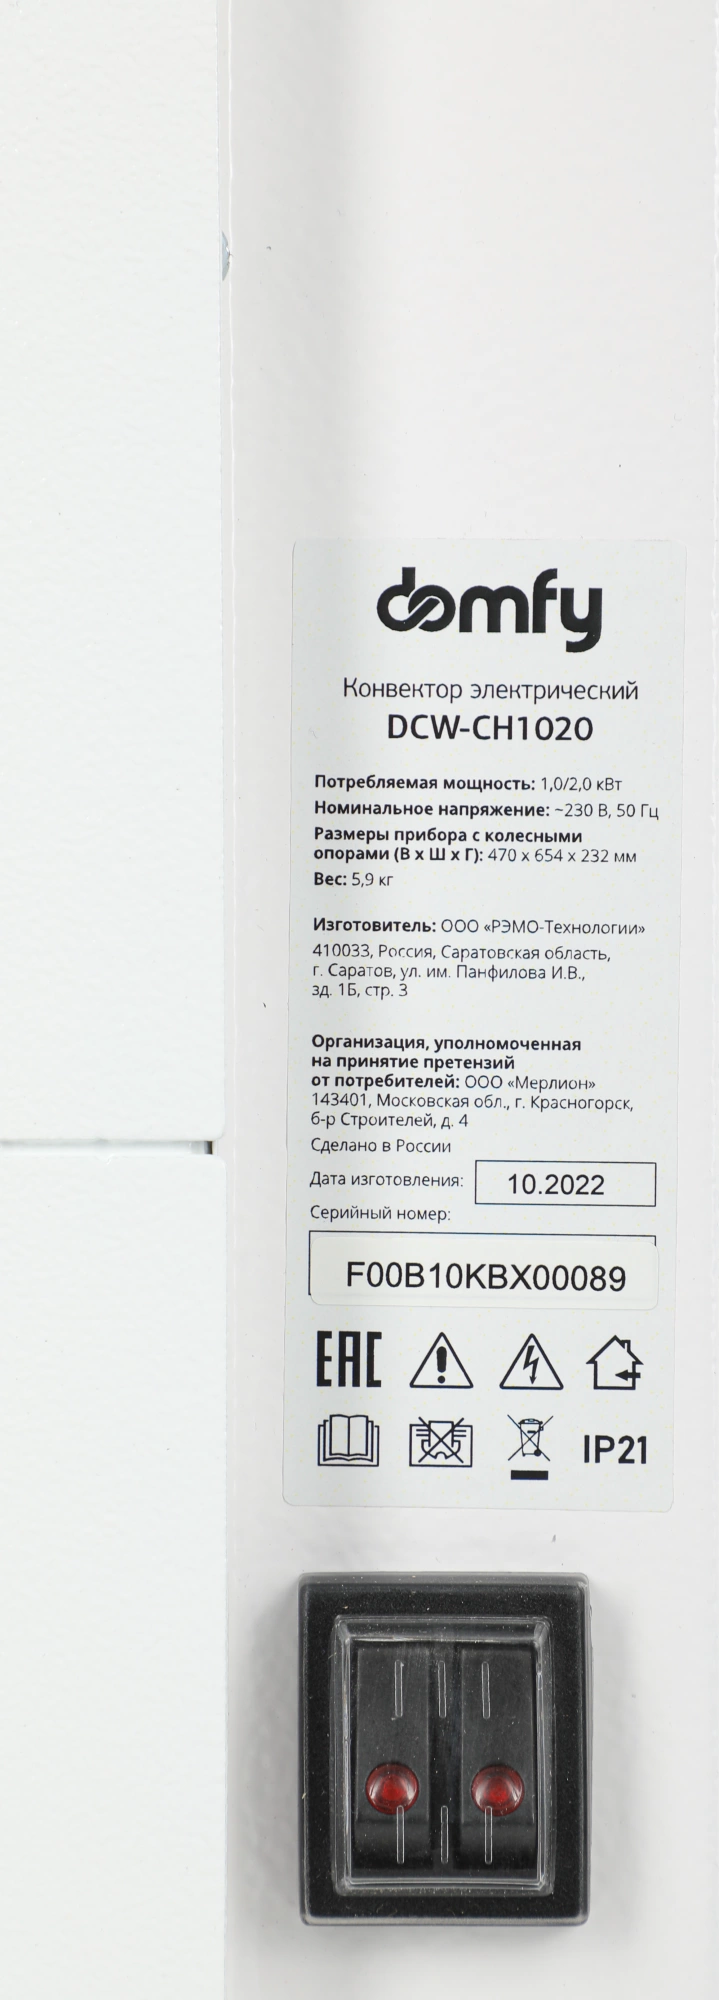 domfy
Конвектор электрический
DCW-CH1020
Потребляемая мощность: 1,0/2,0 кВт
Номинальное напряжение: ~230 В, 50 Гц
Размеры прибора с колесными
опорами (В x Ш x Г): 470 x 654 x 232 мм
Вес: 5,9 кг
Изготовитель: ООО «РЭМО-Технологии»
410033, Россия, Саратовская область,
г. Саратов, ул. им. Панфилова И.В.,
зд. 1Б, стр. 3
Организация, уполномоченная
на принятие претензий
от потребителей: ООО «Мерлион»
143401, Московская обл., г. Красногорск,
б-р Строителей, д. 4
Сделано в России
Дата изготовления: 10.2022
Серийный номер:
F00B10KBX00089
EAC
IP21